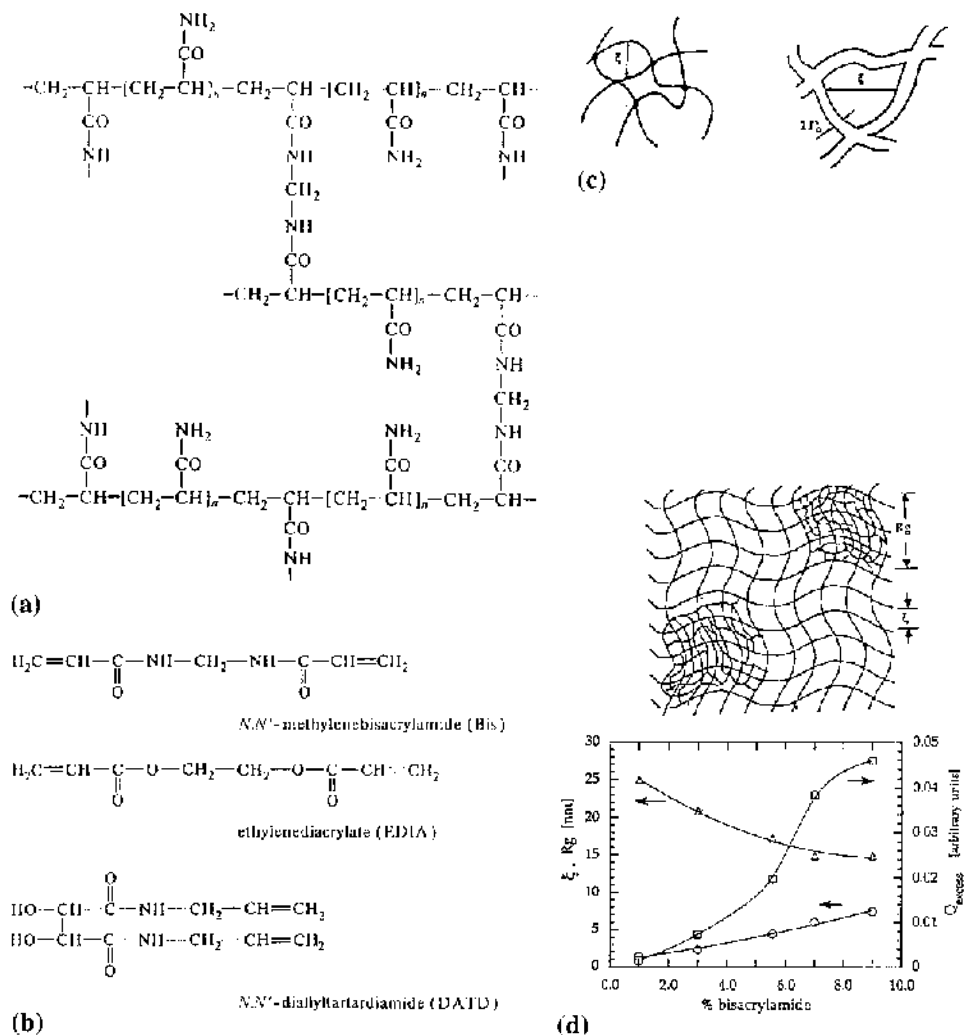 NH₂
CO
–CH₂–CH–[CH₂–CH]ₙ–CH₂–CH–[CH₂–CH]ₙ–CH₂–CH–
CO CO CO CO
NH NH NH₂ NH
CH₂
NH
CO
–CH₂–CH–[CH₂–CH]ₙ–CH₂–CH–
CO CO
NH₂ NH
CH₂
NH NH₂ NH₂ NH
CO CO CO CO
–CH₂–CH–[CH₂–CH]ₙ–CH₂–CH–[CH₂–CH]ₙ–CH₂–CH–
CO
NH
(a)
H₂C=CH–C–NH–CH₂–NH–C–CH=CH₂
O O
N,N'-methylenebisacrylamide (Bis)
H₂C=CH–C–O–CH₂–CH₂–O–C–CH–CH₂
O O
ethylenediacrylate (EDIA)
O
HO–CH–C–NH–CH₂–CH=CH₂
HO–CH–C–NH–CH₂–CH=CH₂
O
N,N'-diallyltartardiamide (DATD)
(b)
ξ
ξ
(c)
Rg
ξ
30
25
20
15
10
5
0
ξ, Rg [nm]
0.05
0.04
0.03
0.02
0.01
0
Q excess [arbitrary units]
0.0 2.0 4.0 6.0 8.0 10.0
% bisacrylamide
(d)